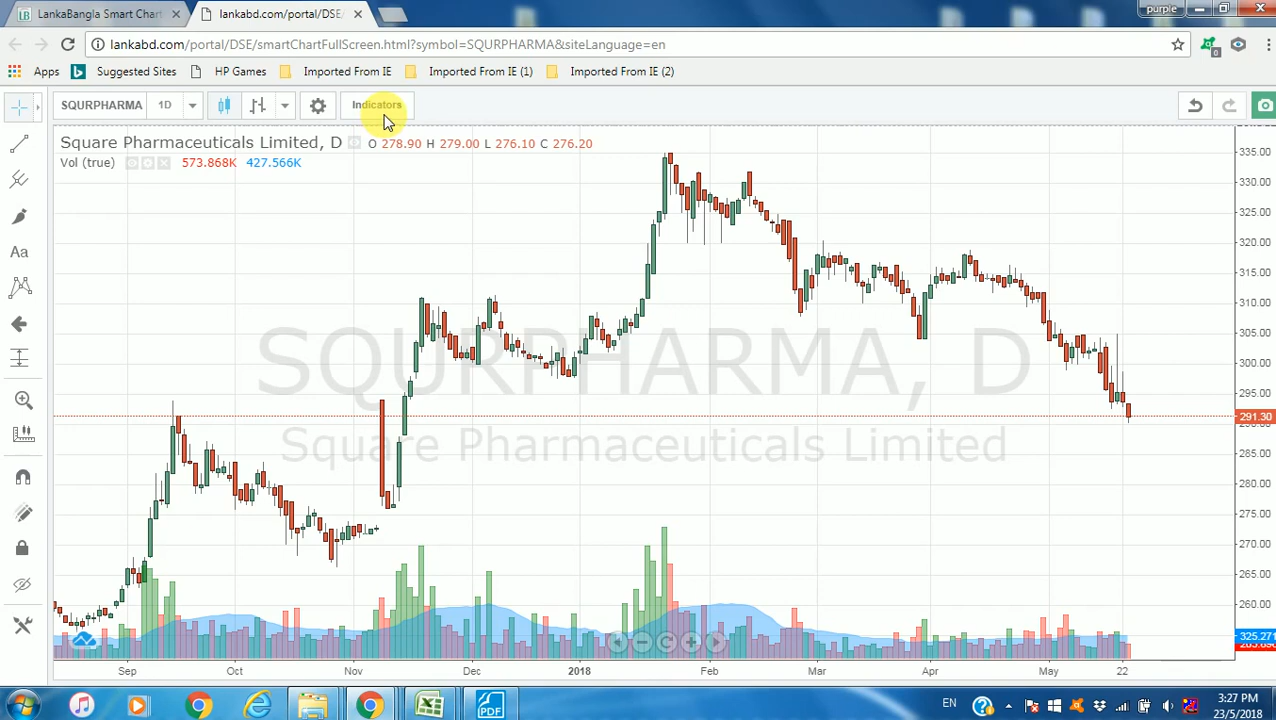 LankaBangla Smart Chart
lankabd.com/portal/DSE/
purple
lankabd.com/portal/DSE/smartChartFullScreen.html?symbol=SQURPHARMA&siteLanguage=en
0
Apps Suggested Sites HP Games Imported From IE Imported From IE (1) Imported From IE (2)
SQURPHARMA 1D Indicators
Square Pharmaceuticals Limited, D O 278.90 H 279.00 L 276.10 C 276.20
Vol (true) 573.868K 427.566K
Aa
SQURPHARMA, D
Square Pharmaceuticals Limited
335.00
330.00
325.00
320.00
315.00
310.00
305.00
300.00
295.00
291.30
285.00
280.00
275.00
270.00
265.00
260.00
325.271
Sep Oct Nov Dec 2018 Feb Mar Apr May 22
PDF
EN
3:27 PM
23/5/2018